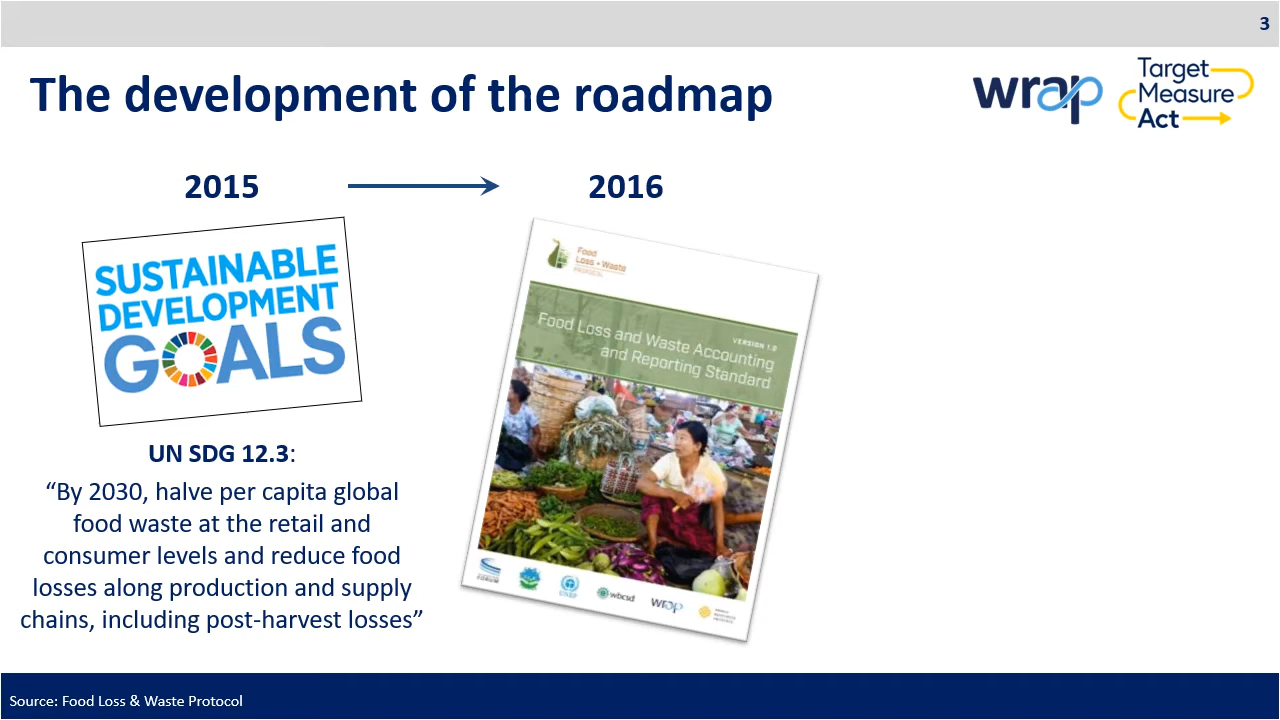 3
The development of the roadmap
wrap
Target
Measure
Act
2015
2016
SUSTAINABLE
DEVELOPMENT
GOALS
UN SDG 12.3:
“By 2030, halve per capita global
food waste at the retail and
consumer levels and reduce food
losses along production and supply
chains, including post-harvest losses”
Food
Loss + Waste
PROTOCOL
VERSION 1.0
Food Loss and Waste Accounting
and Reporting Standard
FORUM
UNEP
wbcsd
wrap
Source: Food Loss & Waste Protocol